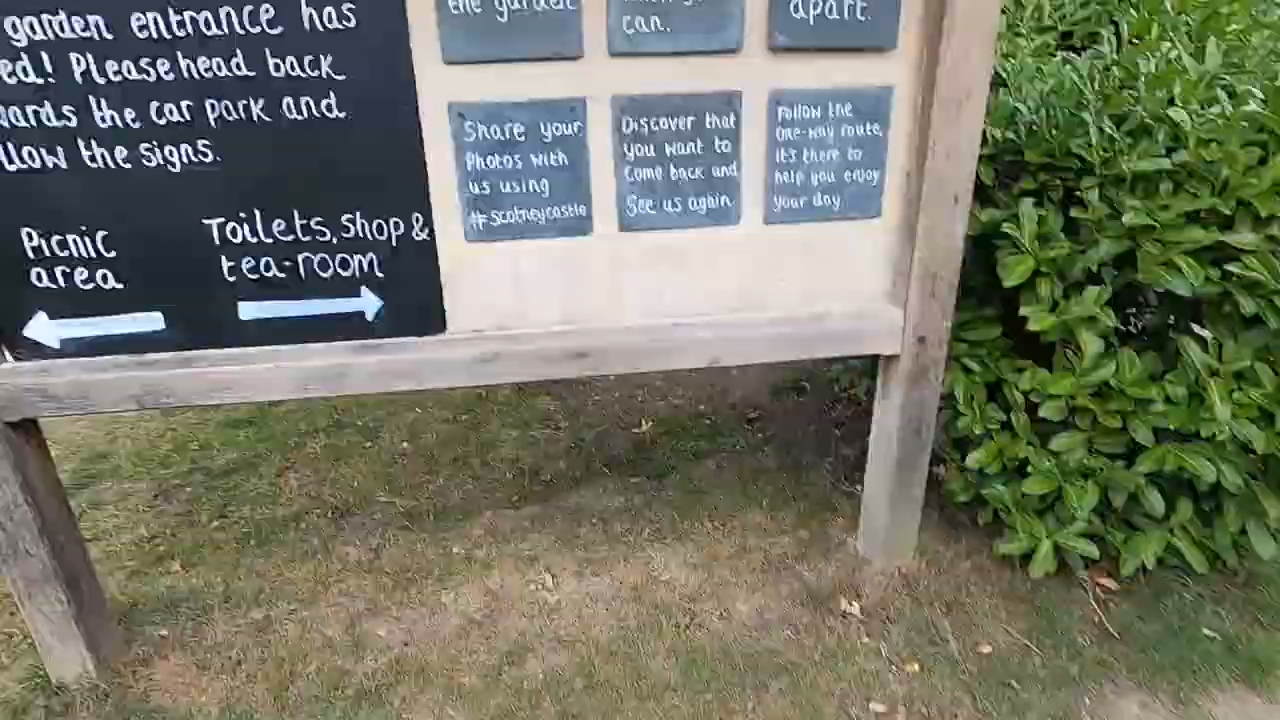 garden entrance has
ed! Please head back
ards the car park and
llow the signs.
Picnic
area
Toilets, shop &
tea-room
the garden
can.
apart.
Share your
Photos with
us using
#scotneycastle
Discover that
you want to
Come back and
See us again.
Follow the
one-way route,
it's there to
help you enjoy
your day.